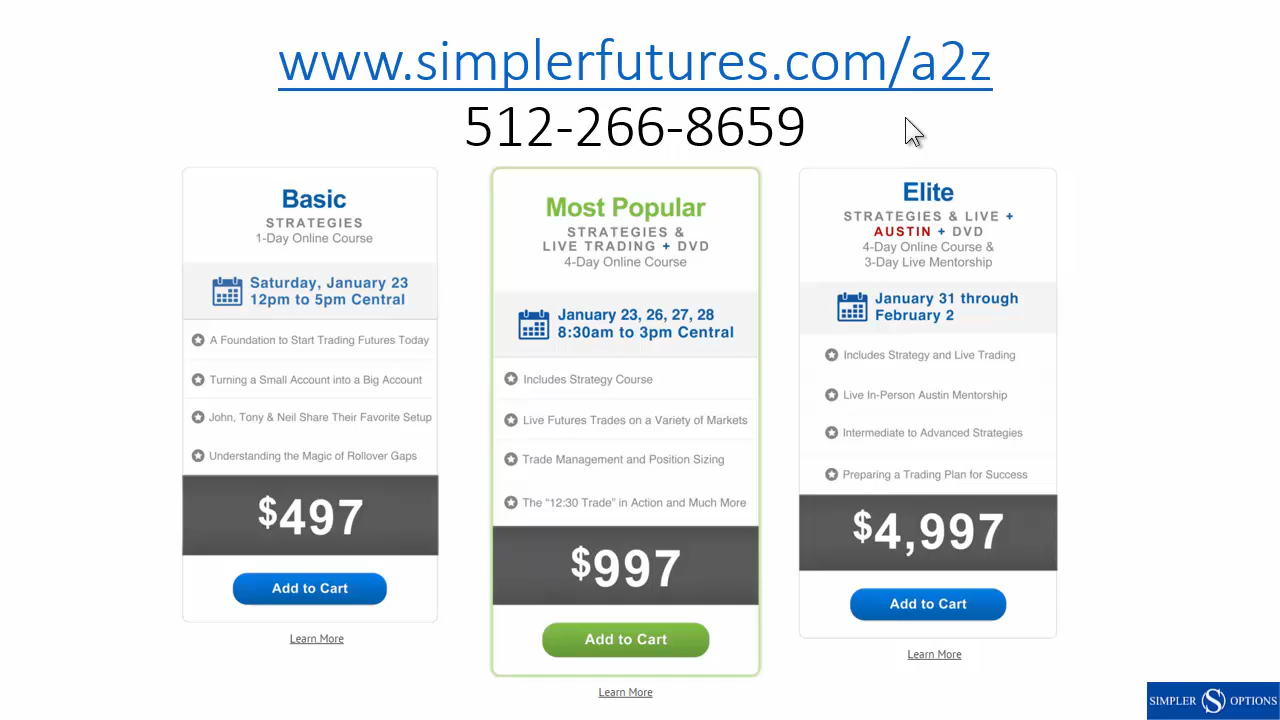 www.simplerfutures.com/a2z
512-266-8659
Basic
STRATEGIES
1-Day Online Course
Saturday, January 23
12pm to 5pm Central
A Foundation to Start Trading Futures Today
Turning a Small Account into a Big Account
John, Tony & Neil Share Their Favorite Setup
Understanding the Magic of Rollover Gaps
$497
Add to Cart
Learn More
Most Popular
STRATEGIES &
LIVE TRADING + DVD
4-Day Online Course
January 23, 26, 27, 28
8:30am to 3pm Central
Includes Strategy Course
Live Futures Trades on a Variety of Markets
Trade Management and Position Sizing
The “12:30 Trade” in Action and Much More
$997
Add to Cart
Learn More
Elite
STRATEGIES & LIVE +
AUSTIN + DVD
4-Day Online Course &
3-Day Live Mentorship
January 31 through
February 2
Includes Strategy and Live Trading
Live In-Person Austin Mentorship
Intermediate to Advanced Strategies
Preparing a Trading Plan for Success
$4,997
Add to Cart
Learn More
SIMPLER S OPTIONS